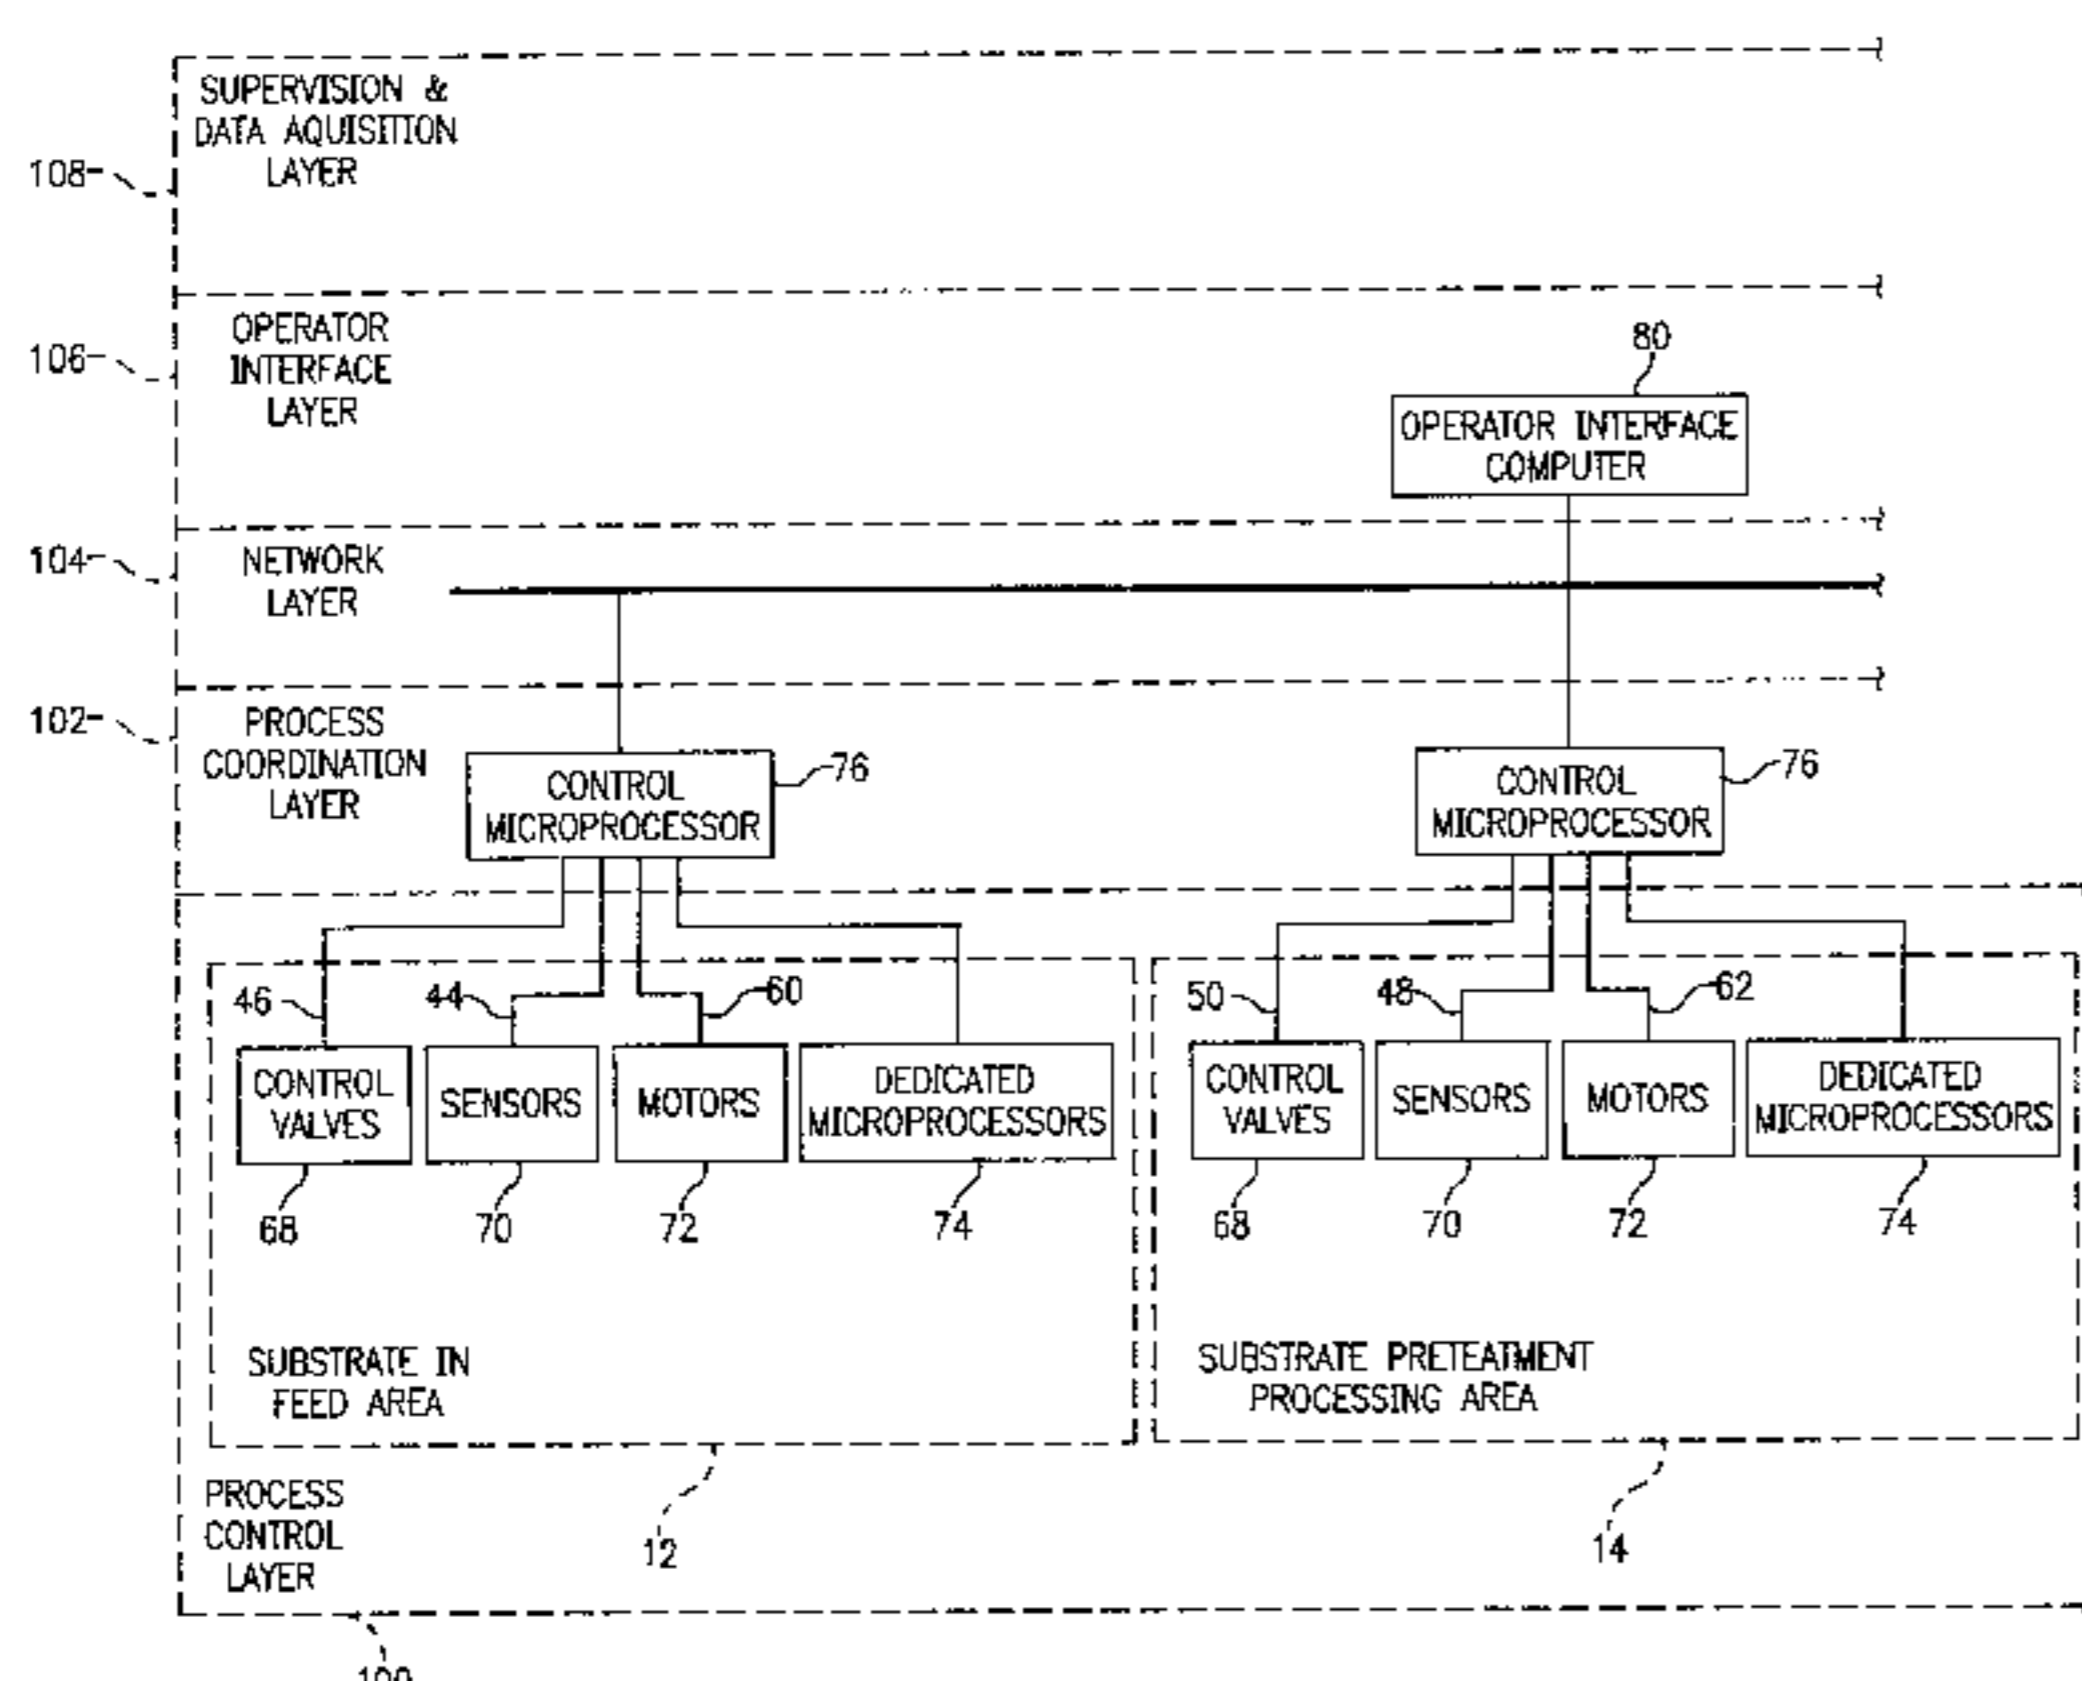 SUPERVISION &
DATA AQUISITION
LAYER
108
OPERATOR
INTERFACE
LAYER
106
80
OPERATOR INTERFACE
COMPUTER
NETWORK
LAYER
104
PROCESS
COORDINATION
LAYER
102
CONTROL
MICROPROCESSOR
76
CONTROL
MICROPROCESSOR
76
46
44
60
50
48
62
CONTROL
VALVES
SENSORS
MOTORS
DEDICATED
MICROPROCESSORS
CONTROL
VALVES
SENSORS
MOTORS
DEDICATED
MICROPROCESSORS
68
70
72
74
68
70
72
74
SUBSTRATE IN
FEED AREA
SUBSTRATE PRETEATMENT
PROCESSING AREA
12
14
PROCESS
CONTROL
LAYER